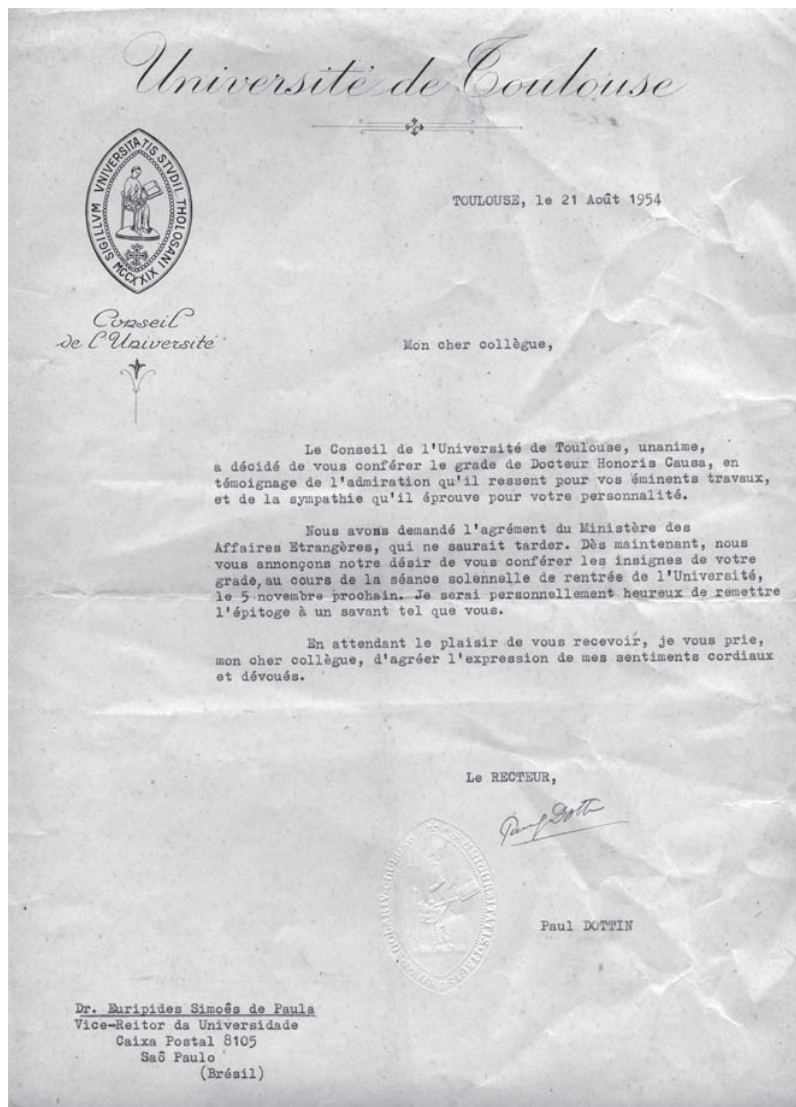 Université de Toulouse
SIGILLVM UNIVERSITATIS STVDII THOLOSANI MCCXXIX
TOULOUSE, le 21 Août 1954
Conseil
de l'Université
Mon cher collègue,
Le Conseil de l'Université de Toulouse, unanime,
a décidé de vous conférer le grade de Docteur Honoris Causa, en
témoignage de l'admiration qu'il ressent pour vos éminents travaux,
et de la sympathie qu'il éprouve pour votre personnalité.
Nous avons demandé l'agrément du Ministère des
Affaires Etrangères, qui ne saurait tarder. Dès maintenant, nous
vous annonçons notre désir de vous conférer les insignes de votre
grade, au cours de la séance solennelle de rentrée de l'Université,
le 5 novembre prochain. Je serai personnellement heureux de remettre
l'épitoge à un savant tel que vous.
En attendant le plaisir de vous recevoir, je vous prie,
mon cher collègue, d'agréer l'expression de mes sentiments cordiaux
et dévoués.
Le RECTEUR,
Paul Dottin
Paul DOTTIN
Dr. Euripides Simoês de Paula
Vice-Reitor da Universidade
Caixa Postal 8105
Saô Paulo
(Brésil)